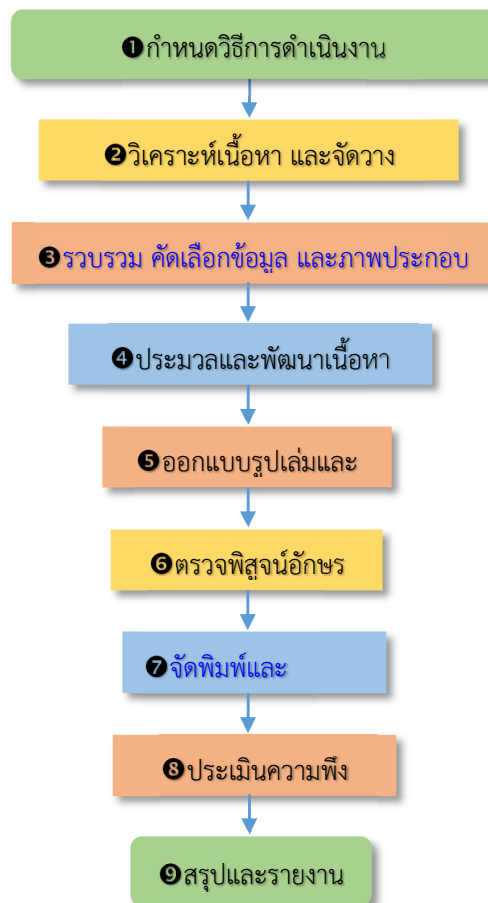 ❶กำหนดวิธีการดำเนินงาน
❷วิเคราะห์เนื้อหา และจัดวาง
❸รวบรวม คัดเลือกข้อมูล และภาพประกอบ
❹ประมวลและพัฒนาเนื้อหา
❺ออกแบบรูปเล่มและ
❻ตรวจพิสูจน์อักษร
❼จัดพิมพ์และ
❽ประเมินความพึง
❾สรุปและรายงาน